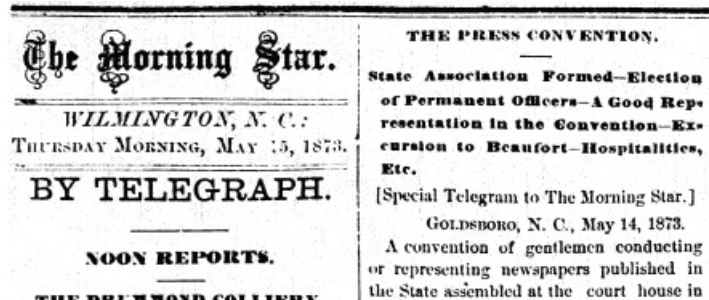 The Morning Star.
WILMINGTON, N. C.:
THURSDAY MORNING, MAY 15, 1873.
BY TELEGRAPH.
NOON REPORTS.
THE DRUMMOND COLLIERY
THE PRESS CONVENTION.
State Association Formed—Election
of Permanent Officers—A Good Rep-
resentation in the Convention—Ex-
cursion to Beaufort—Hospitalities,
Etc.
[Special Telegram to The Morning Star.]
GOLDSBORO, N. C., May 14, 1873.
A convention of gentlemen conducting
or representing newspapers published in
the State assembled at the court house in